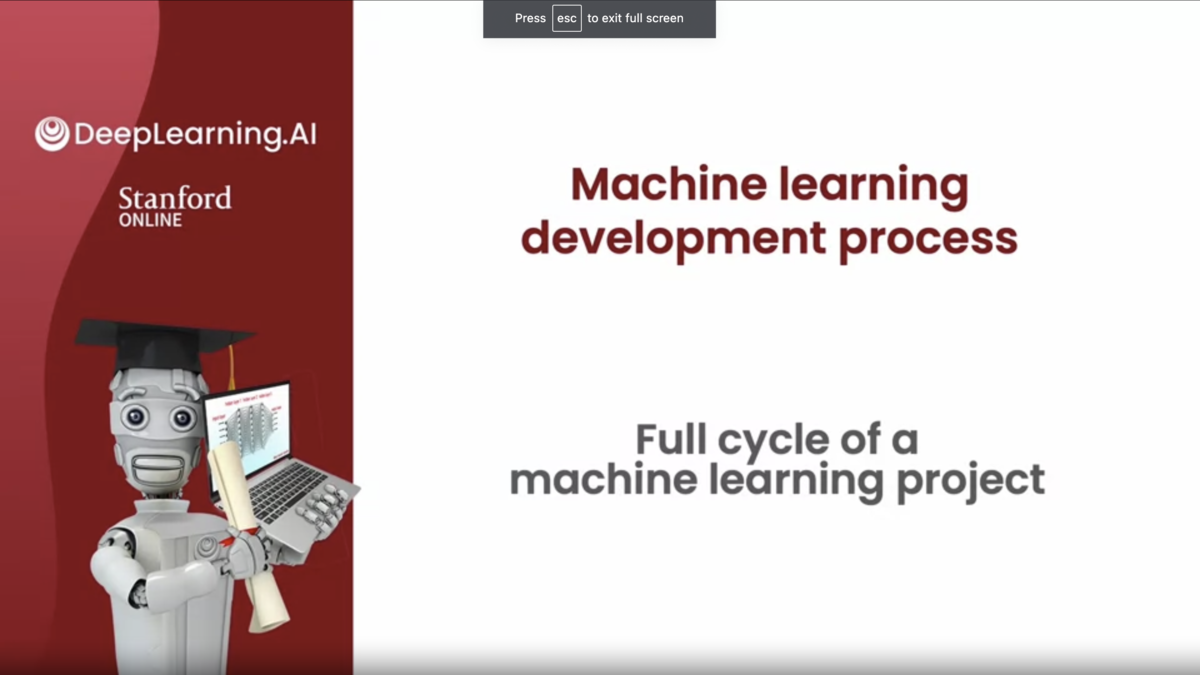 Press esc to exit full screen
DeepLearning.AI
Stanford
ONLINE
Machine learning
development process
Full cycle of a
machine learning project